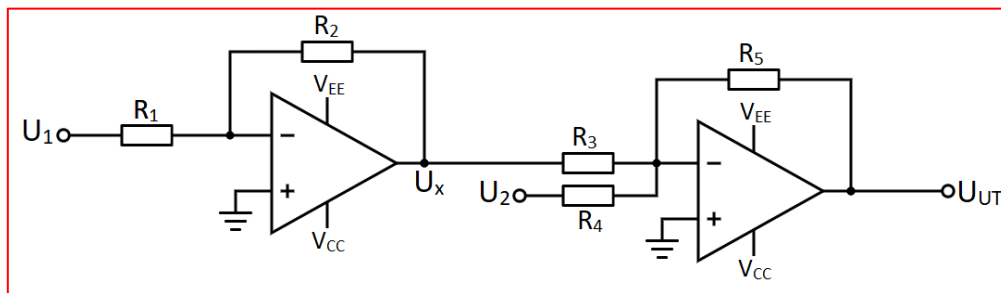 R2
R5
VEE
VEE
U1
R1
−
R3
−
+
Ux
U2
R4
+
UUT
VCC
VCC